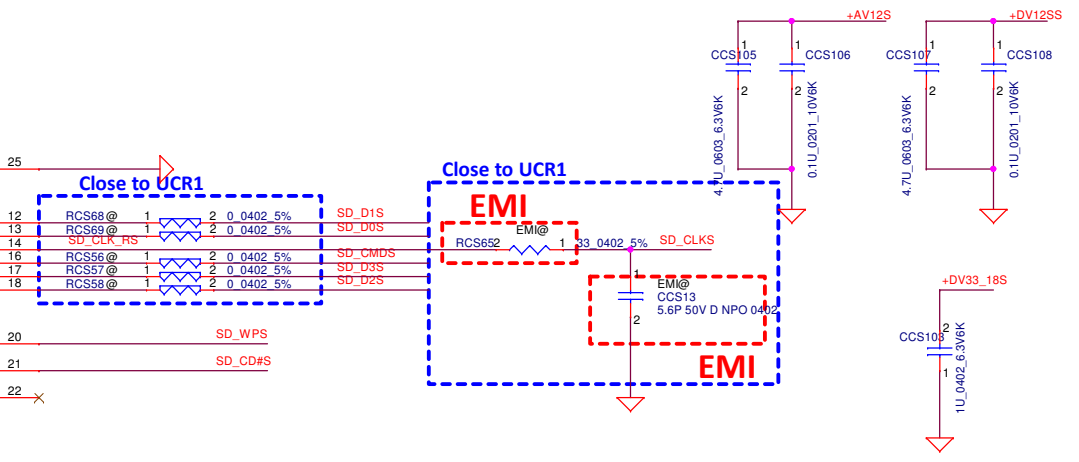 +AV12S
+DV12SS
1
1
1
1
CCS105
CCS106
CCS107
CCS108
2
2
2
2
4.7U_0603_6.3V6K
0.1U_0201_10V6K
4.7U_0603_6.3V6K
0.1U_0201_10V6K
25
Close to UCR1
Close to UCR1
12 RCS68@ 1 2 0_0402_5% SD_D1S
13 RCS69@ 1 2 0_0402_5% SD_D0S
14 SD_CLK_RS
16 RCS56@ 1 2 0_0402_5% SD_CMDS
17 RCS57@ 1 2 0_0402_5% SD_D3S
18 RCS58@ 1 2 0_0402_5% SD_D2S
EMI
EMI@
RCS65 2 1 33_0402_5% SD_CLKS
1
EMI@
CCS13
5.6P 50V D NPO 0402
2
EMI
20 SD_WPS
21 SD_CD#S
22
+DV33_18S
2
CCS103
1
1U_0402_6.3V6K